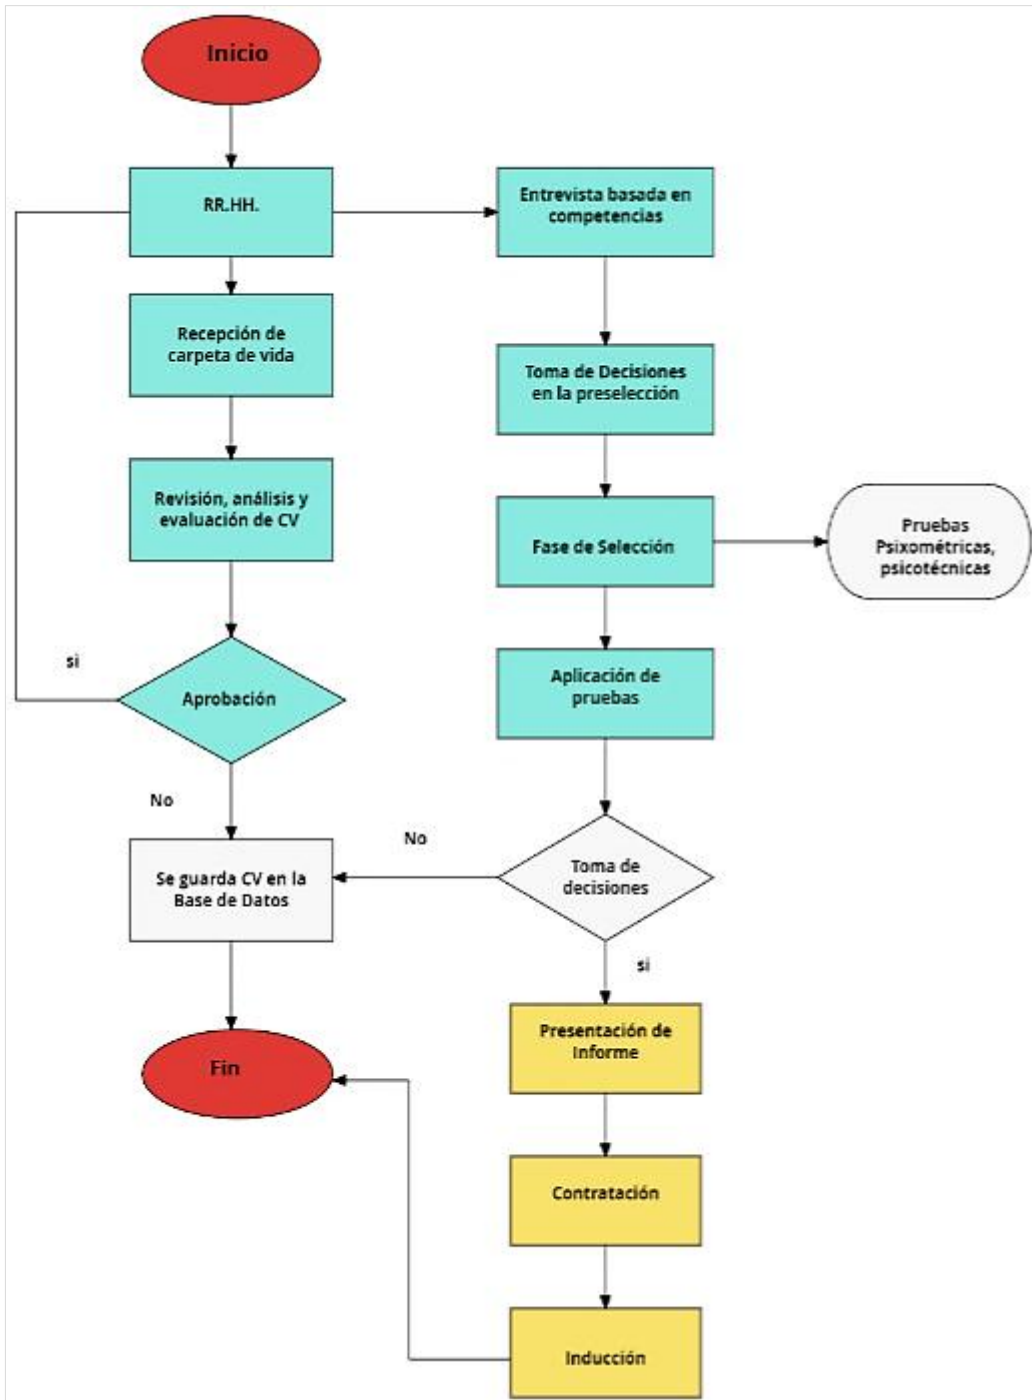 Inicio
RR.HH.
Recepción de
carpeta de vida
Revisión, análisis y
evaluación de CV
si
Aprobación
No
Se guarda CV en la
Base de Datos
Fin
Entrevista basada en
competencias
Toma de Decisiones
en la preselección
Fase de Selección
Pruebas
Psixométricas,
psicotécnicas
Aplicación de
pruebas
No
Toma de
decisiones
si
Presentación de
Informe
Contratación
Inducción